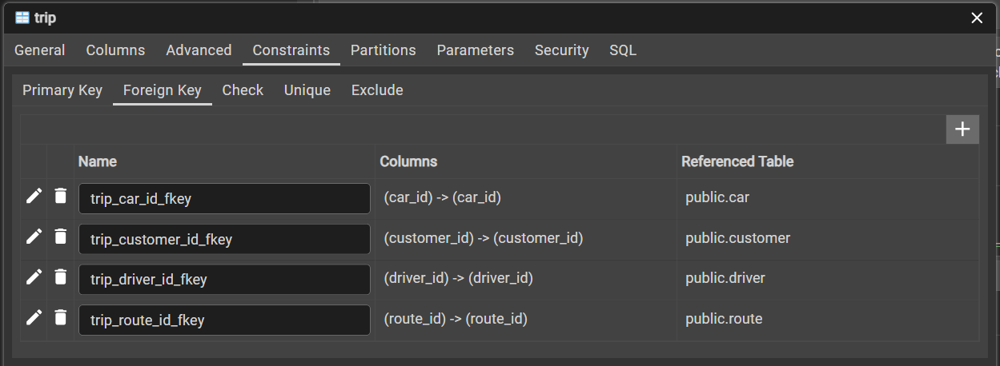 trip
General Columns Advanced Constraints Partitions Parameters Security SQL
Primary Key Foreign Key Check Unique Exclude
Name Columns Referenced Table
trip_car_id_fkey (car_id) -> (car_id) public.car
trip_customer_id_fkey (customer_id) -> (customer_id) public.customer
trip_driver_id_fkey (driver_id) -> (driver_id) public.driver
trip_route_id_fkey (route_id) -> (route_id) public.route